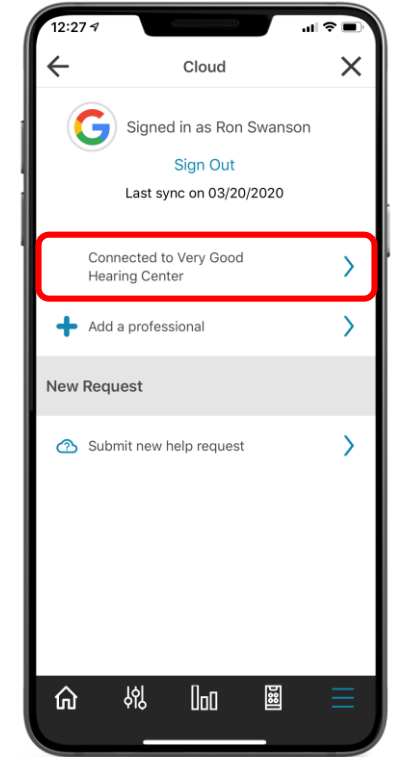 12:27
Cloud
Signed in as Ron Swanson
Sign Out
Last sync on 03/20/2020
Connected to Very Good
Hearing Center
Add a professional
New Request
Submit new help request